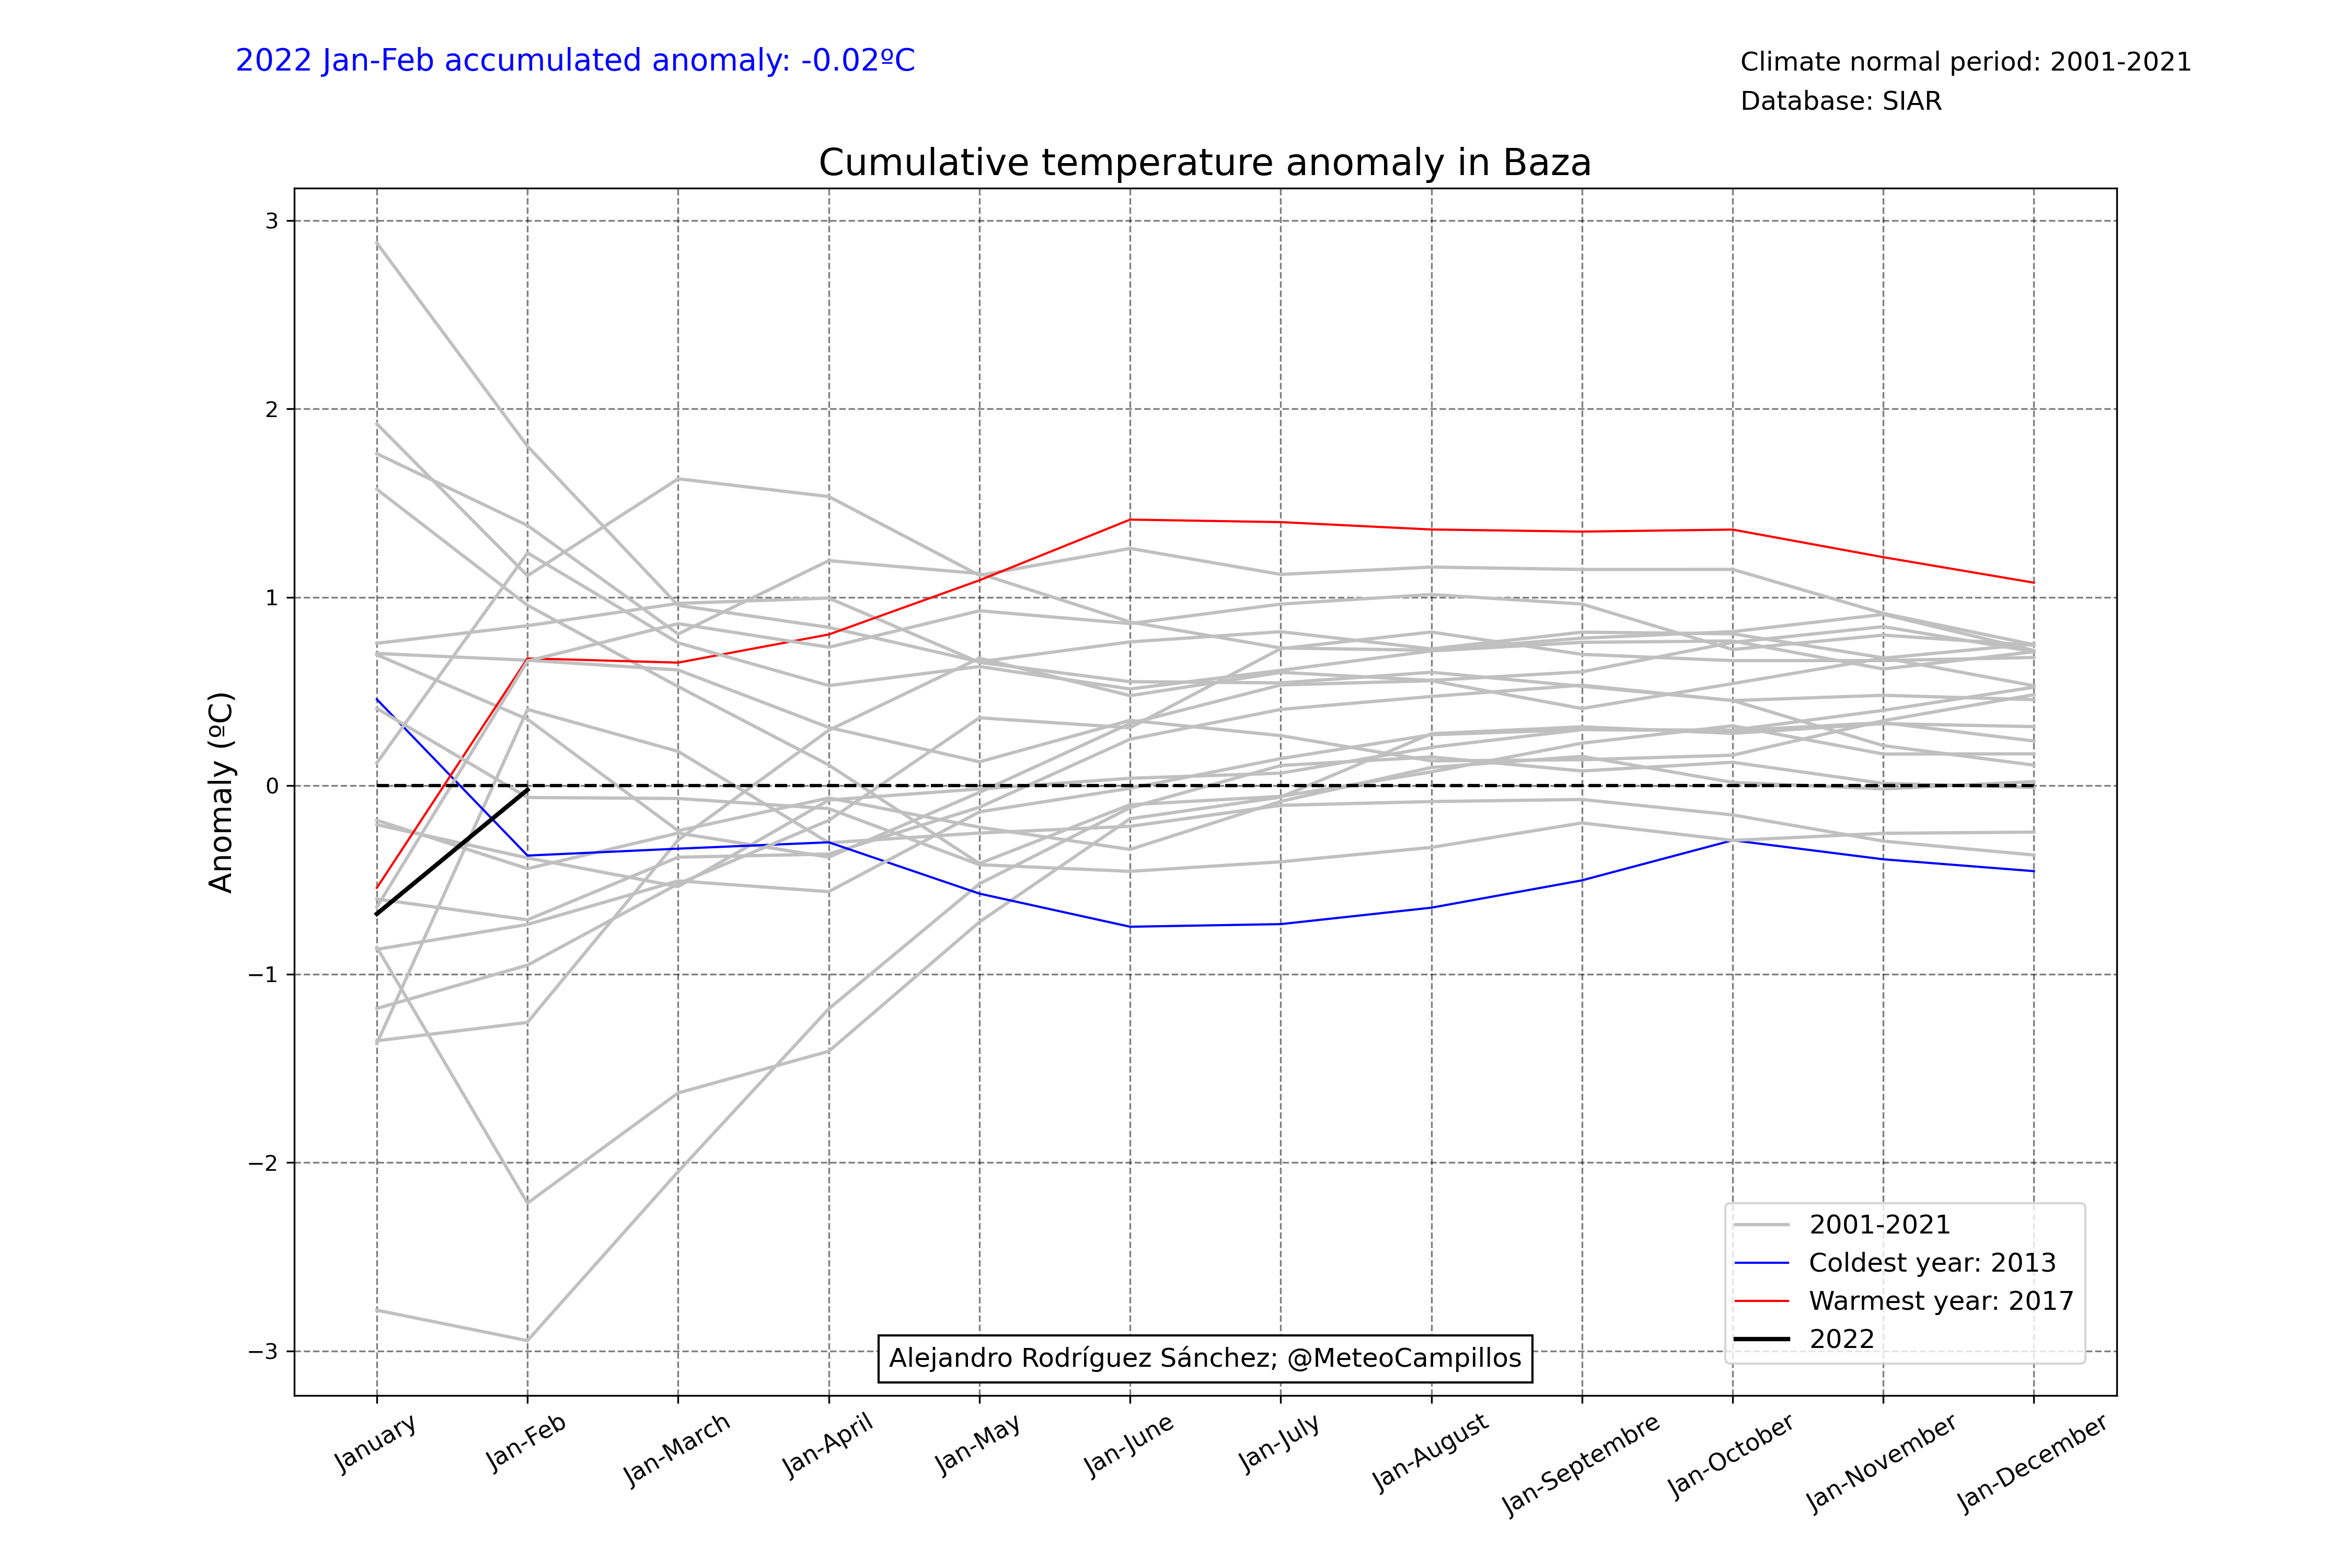 2022 Jan-Feb accumulated anomaly: -0.02ºC
Climate normal period: 2001-2021
Database: SIAR
Cumulative temperature anomaly in Baza
Anomaly (ºC)
3
2
1
0
−1
−2
−3
2001-2021
Coldest year: 2013
Warmest year: 2017
2022
Alejandro Rodríguez Sánchez; @MeteoCampillos
January
Jan-Feb
Jan-March
Jan-April
Jan-May
Jan-June
Jan-July
Jan-August
Jan-Septembre
Jan-October
Jan-November
Jan-December